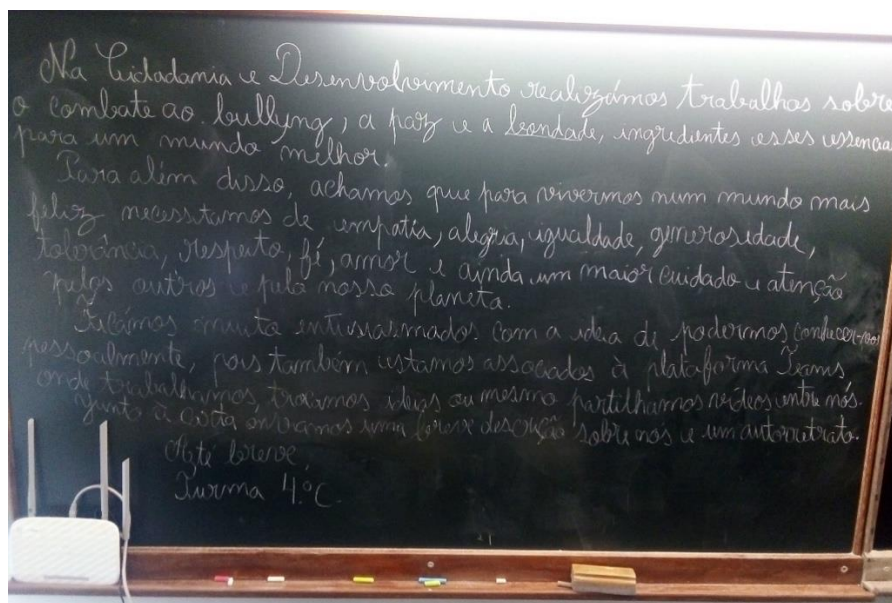 Na Cidadania e Desenvolvimento realizámos trabalhos sobre
o combate ao bullyng, a paz e a bondade, ingredientes esses essencia
para um mundo melhor.
Para além disso, achamos que para vivermos num mundo mais
feliz necessitamos de empatia, alegria, igualdade, generosidade,
tolerância, respeito, fé, amor e ainda um maior cuidado e atenção
pelos outros e pelo nosso planeta.
Ficámos muito entusiasmados com a ideia de podermos conhecer-vos
pessoalmente, pois também estamos associados à plataforma Teams,
onde trabalhamos, trocamos ideias ou mesmo partilhamos vídeos entre nós.
Junto à carta enviamos uma breve descrição sobre nós e um autorretrato.
Até breve,
Turma 4.ºC